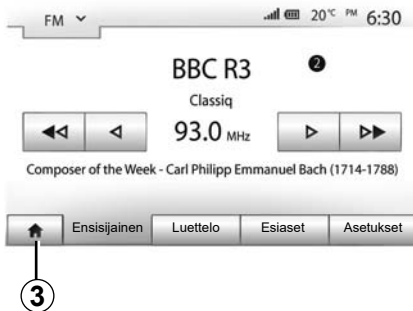 FM 20°C PM 6:30
BBC R3 2
Classiq
93.0 MHz
Composer of the Week - Carl Philipp Emmanuel Bach (1714-1788)
Ensisijainen Luettelo Esiaset Asetukset
3